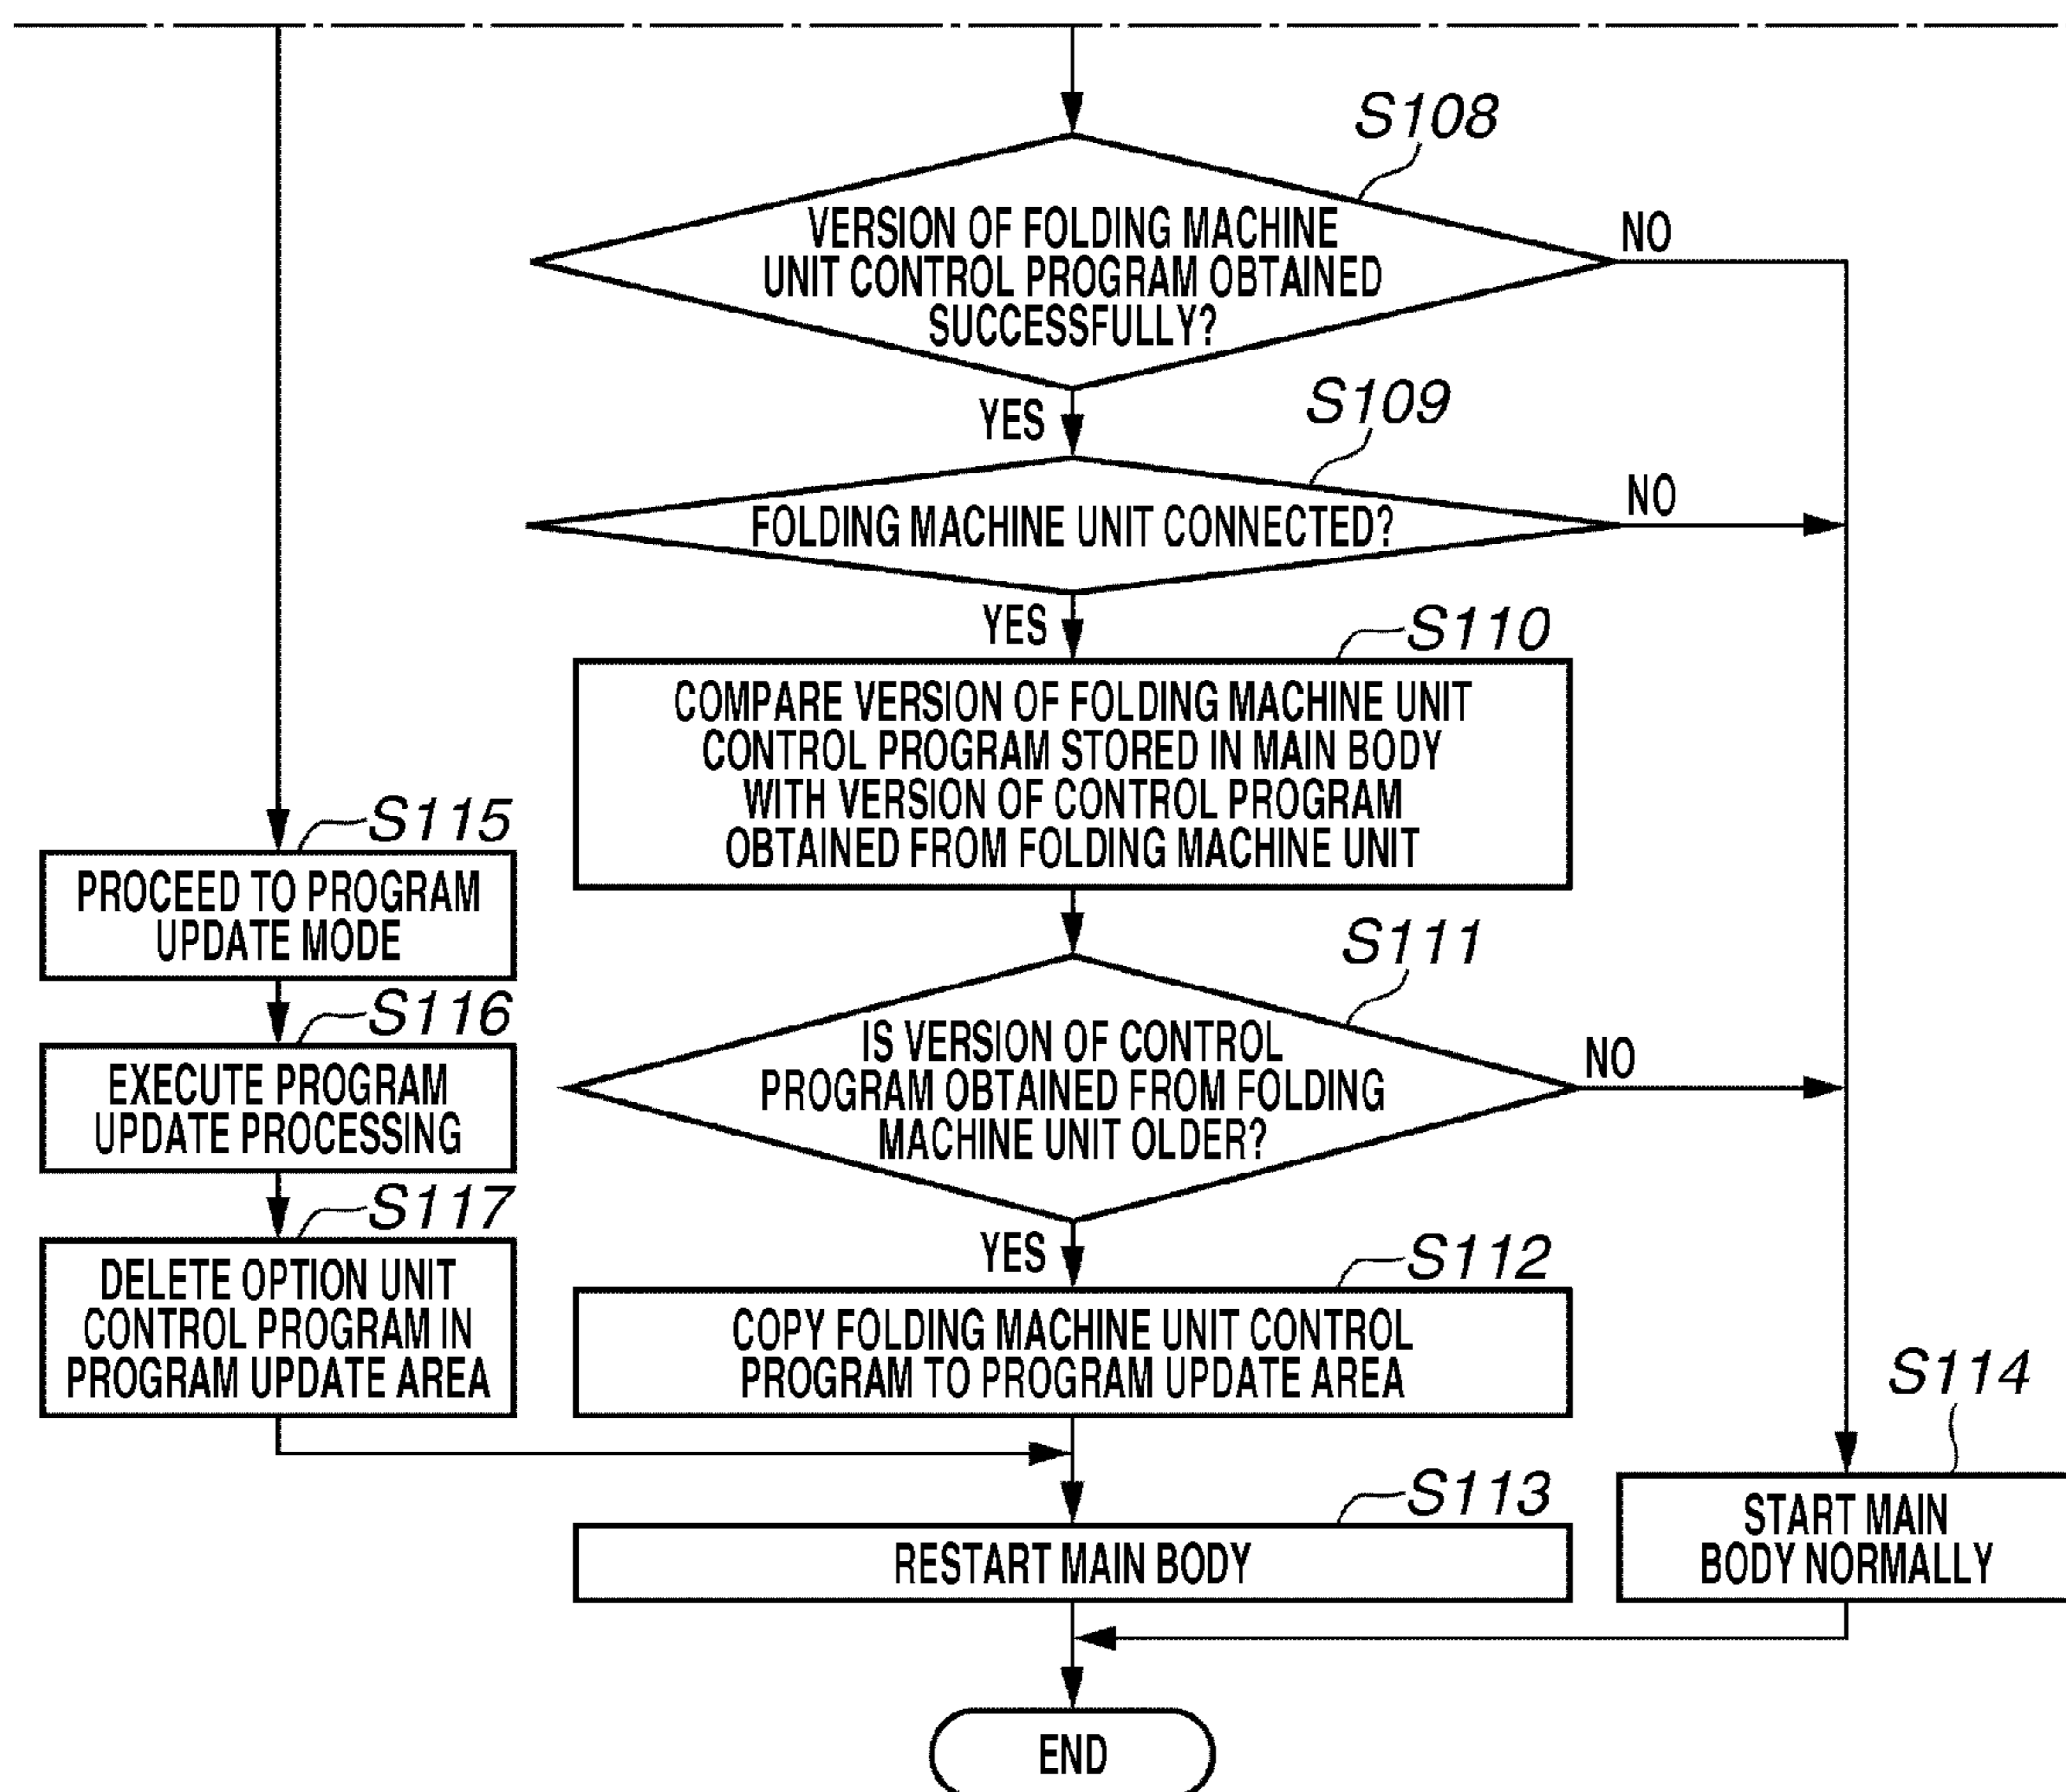 S108
VERSION OF FOLDING MACHINE
UNIT CONTROL PROGRAM OBTAINED
SUCCESSFULLY?
NO
YES
S109
FOLDING MACHINE UNIT CONNECTED?
NO
YES
S110
COMPARE VERSION OF FOLDING MACHINE UNIT
CONTROL PROGRAM STORED IN MAIN BODY
WITH VERSION OF CONTROL PROGRAM
OBTAINED FROM FOLDING MACHINE UNIT
S115
PROCEED TO PROGRAM
UPDATE MODE
S111
IS VERSION OF CONTROL
PROGRAM OBTAINED FROM FOLDING
MACHINE UNIT OLDER?
NO
YES
S116
EXECUTE PROGRAM
UPDATE PROCESSING
S117
DELETE OPTION UNIT
CONTROL PROGRAM IN
PROGRAM UPDATE AREA
S112
COPY FOLDING MACHINE UNIT CONTROL
PROGRAM TO PROGRAM UPDATE AREA
S114
START MAIN
BODY NORMALLY
S113
RESTART MAIN BODY
END